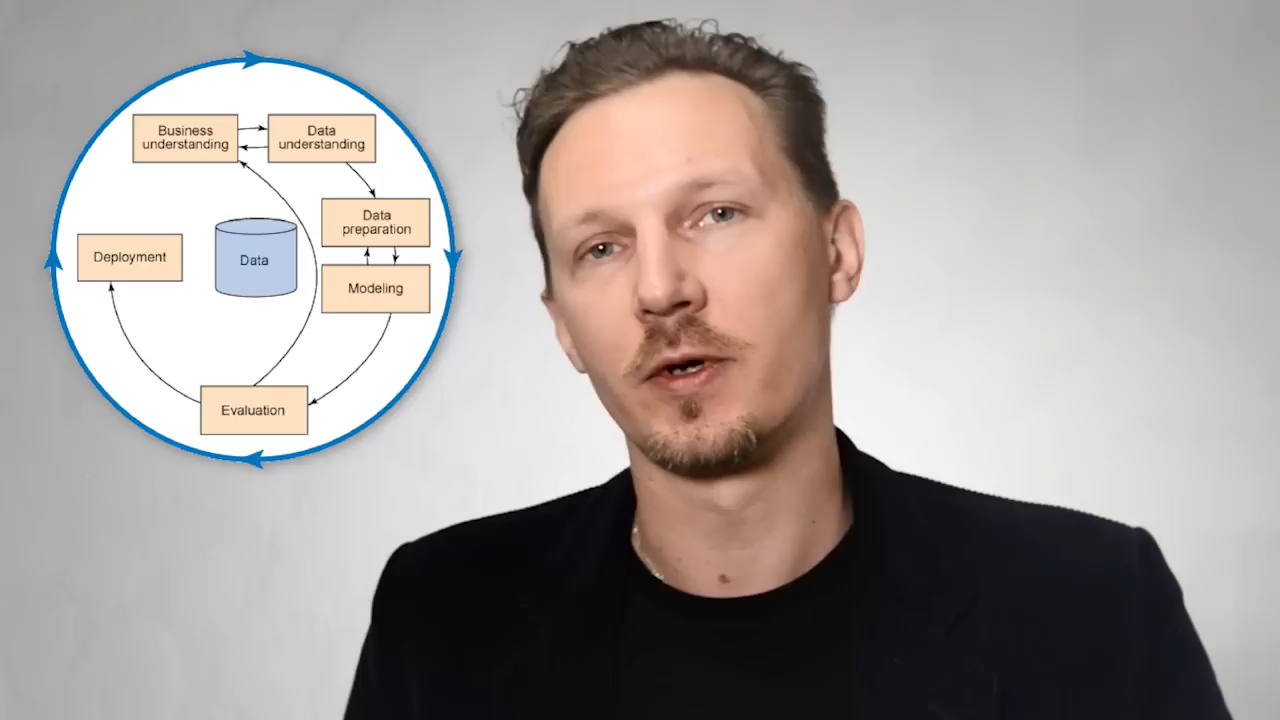 Business
understanding
Data
understanding
Data
preparation
Deployment
Data
Modeling
Evaluation